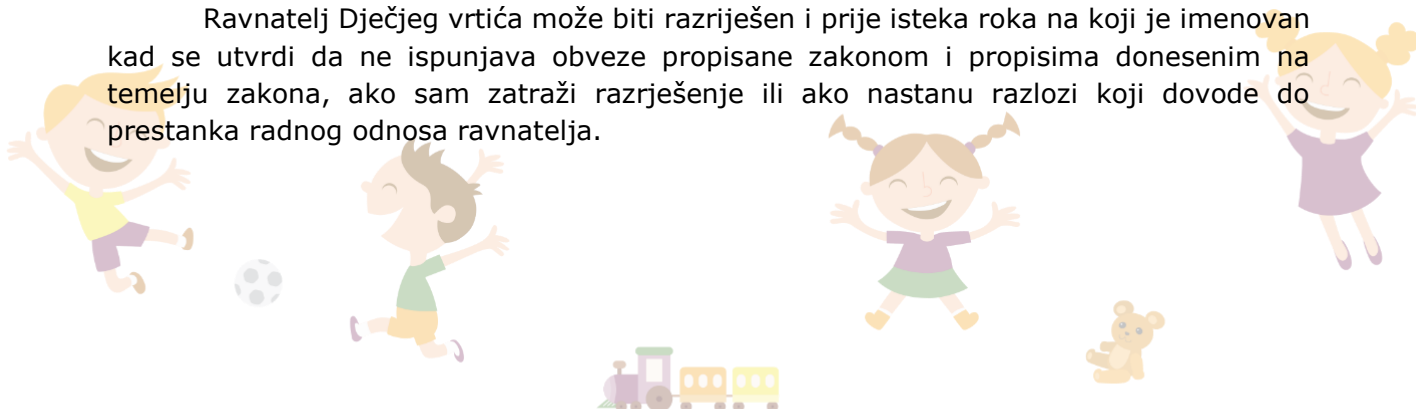 Ravnatelj Dječjeg vrtića može biti razriješen i prije isteka roka na koji je imenovan
kad se utvrdi da ne ispunjava obveze propisane zakonom i propisima donesenim na
temelju zakona, ako sam zatraži razrješenje ili ako nastanu razlozi koji dovode do
prestanka radnog odnosa ravnatelja.